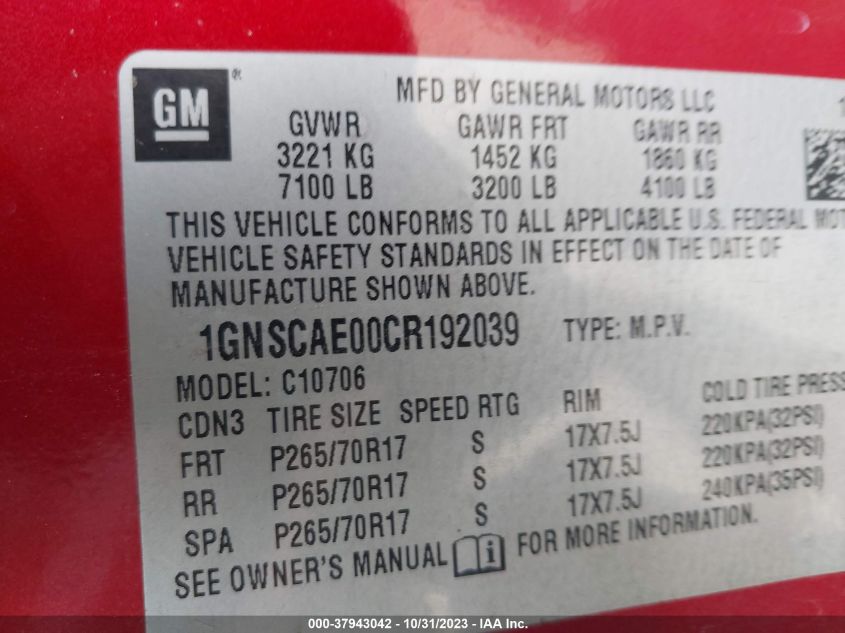 GM ®
MFD BY GENERAL MOTORS LLC
GVWR GAWR FRT GAWR RR
3221 KG 1452 KG 1860 KG
7100 LB 3200 LB 4100 LB
THIS VEHICLE CONFORMS TO ALL APPLICABLE U.S. FEDERAL MOT
VEHICLE SAFETY STANDARDS IN EFFECT ON THE DATE OF
MANUFACTURE SHOWN ABOVE.
1GNSCAE00CR192039 TYPE: M.P.V.
MODEL: C10706
CDN3 TIRE SIZE SPEED RTG RIM COLD TIRE PRESS
FRT P265/70R17 S 17X7.5J 220KPA(32PSI)
RR P265/70R17 S 17X7.5J 220KPA(32PSI)
SPA P265/70R17 S 17X7.5J 240KPA(35PSI)
SEE OWNER'S MANUAL i FOR MORE INFORMATION.
000-37943042 - 10/31/2023 - IAA Inc.